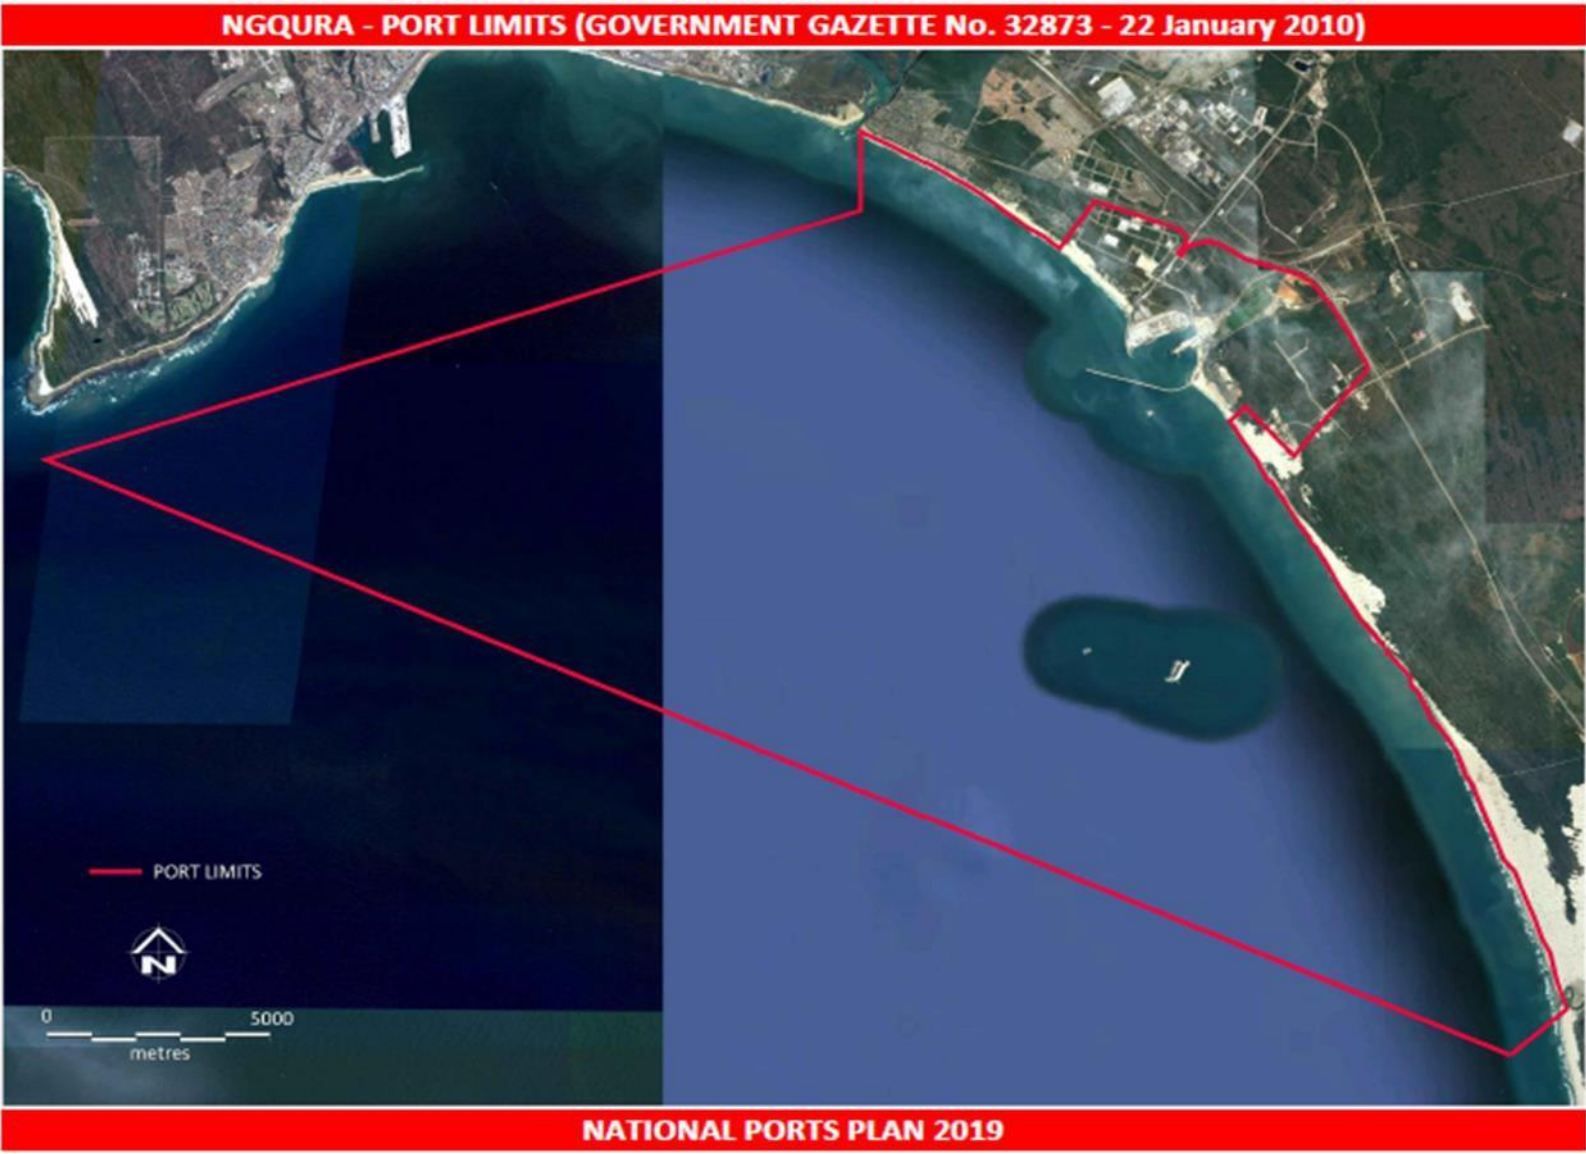 NGQURA - PORT LIMITS (GOVERNMENT GAZETTE No. 32873 - 22 January 2010)
PORT LIMITS
N
0 5000
metres
NATIONAL PORTS PLAN 2019